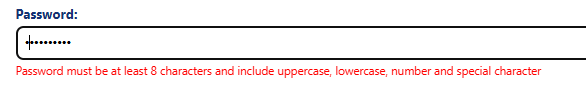 Password:
•••••••••
Password must be at least 8 characters and include uppercase, lowercase, number and special character